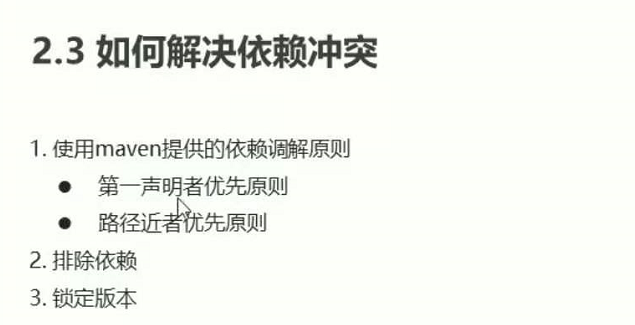 2.3 如何解决依赖冲突
1. 使用maven提供的依赖调解原则
● 第一声明者优先原则
● 路径近者优先原则
2. 排除依赖
3. 锁定版本